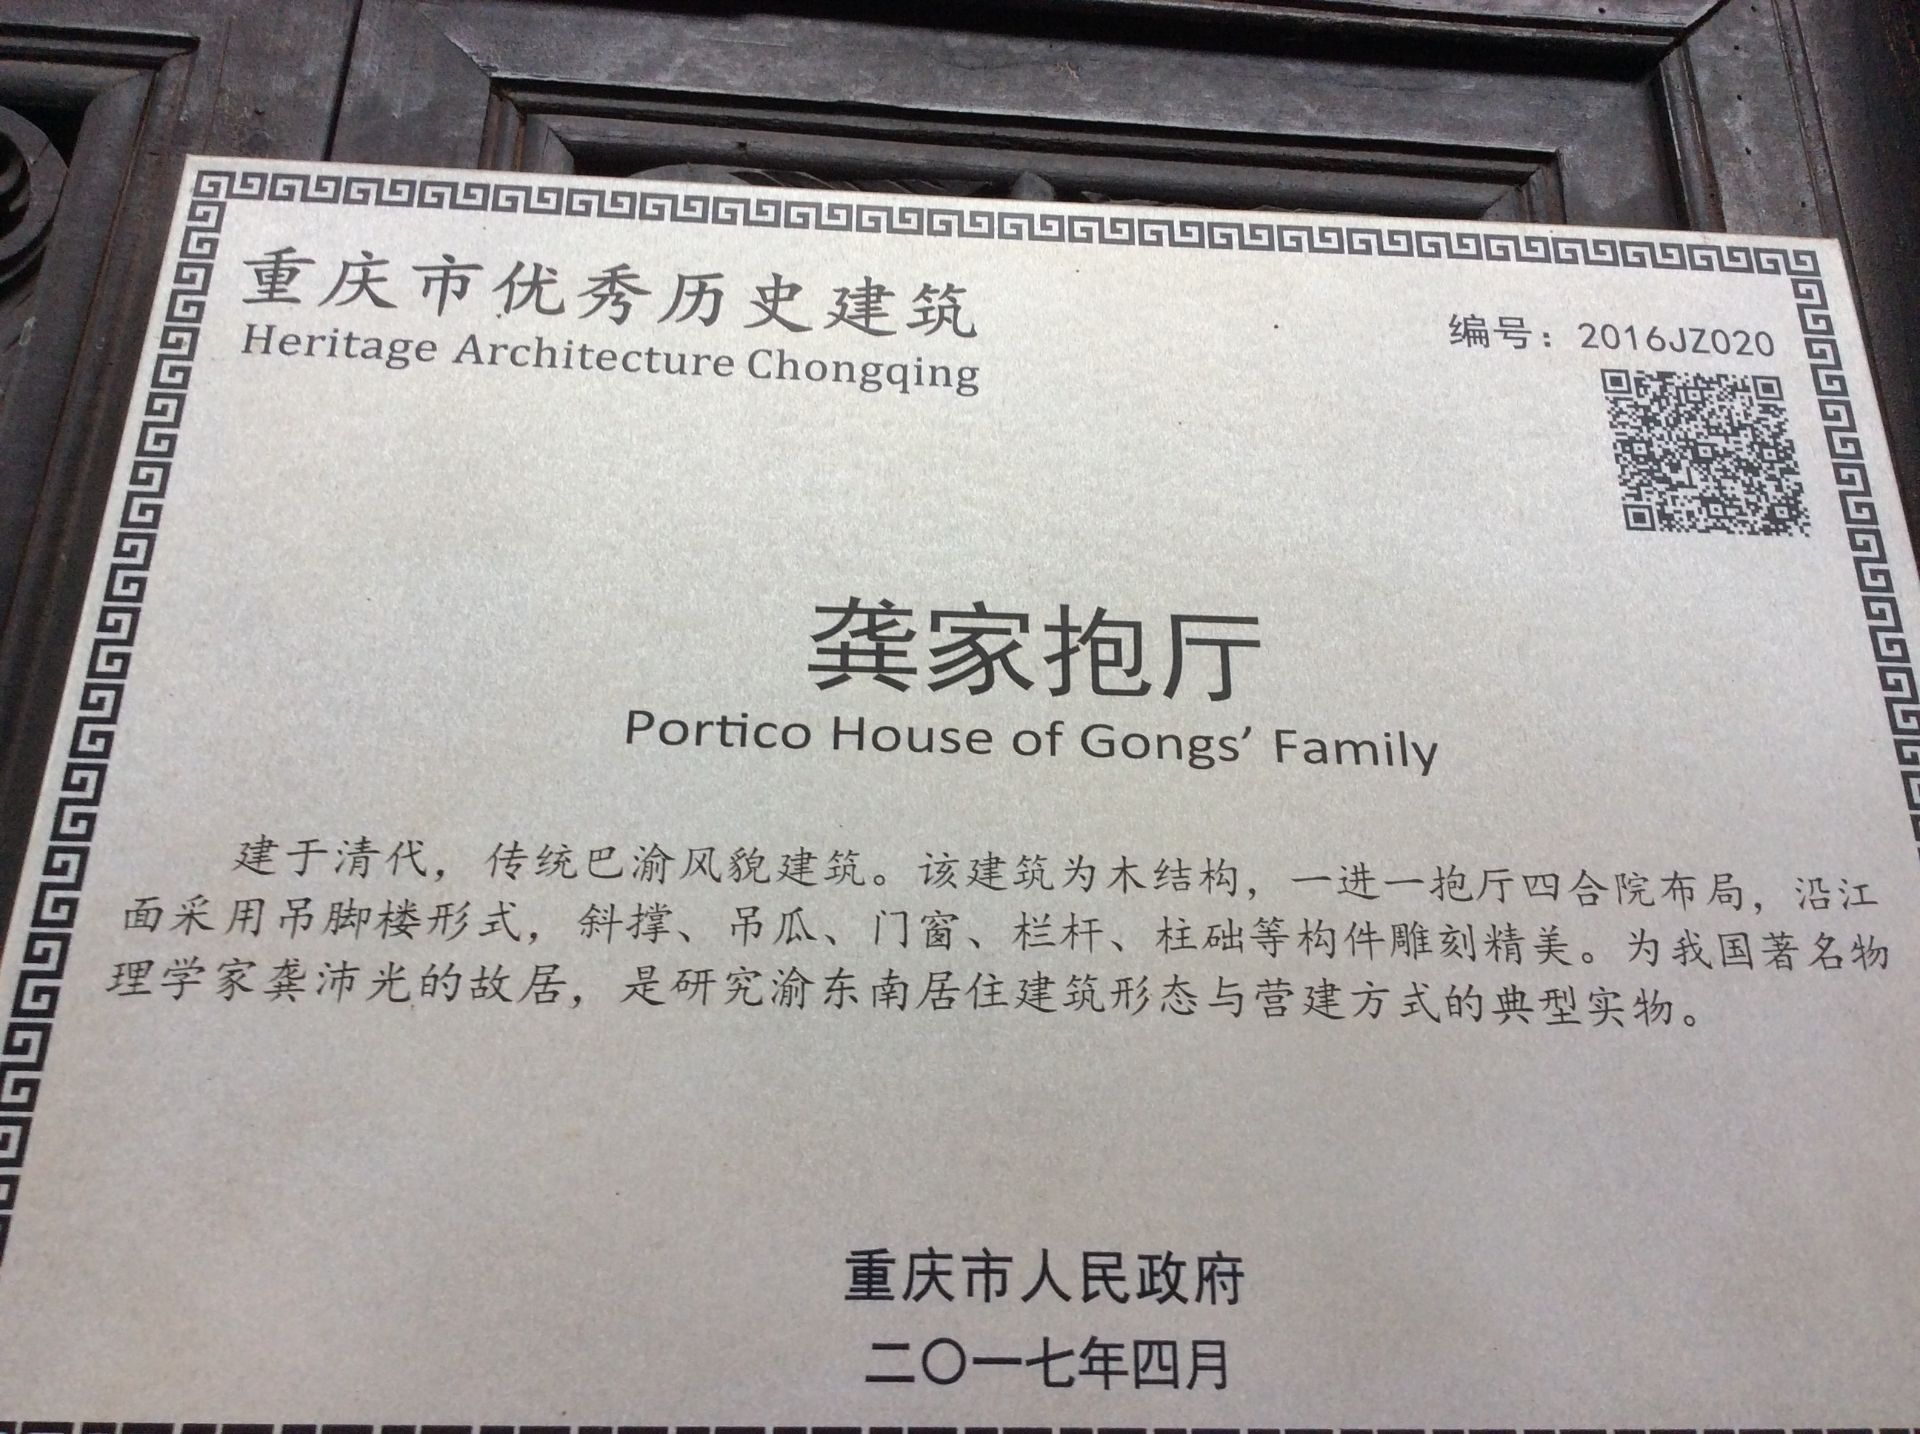 重庆市优秀历史建筑
Heritage Architecture Chongqing
编号：2016JZ020
龚家抱厅
Portico House of Gongs’ Family
建于清代，传统巴渝风貌建筑。该建筑为木结构，一进一抱厅四合院布局，沿江
面采用吊脚楼形式，斜撑、吊瓜、门窗、栏杆、柱础等构件雕刻精美。为我国著名物
理学家龚沛光的故居，是研究渝东南居住建筑形态与营建方式的典型实物。
重庆市人民政府
二〇一七年四月